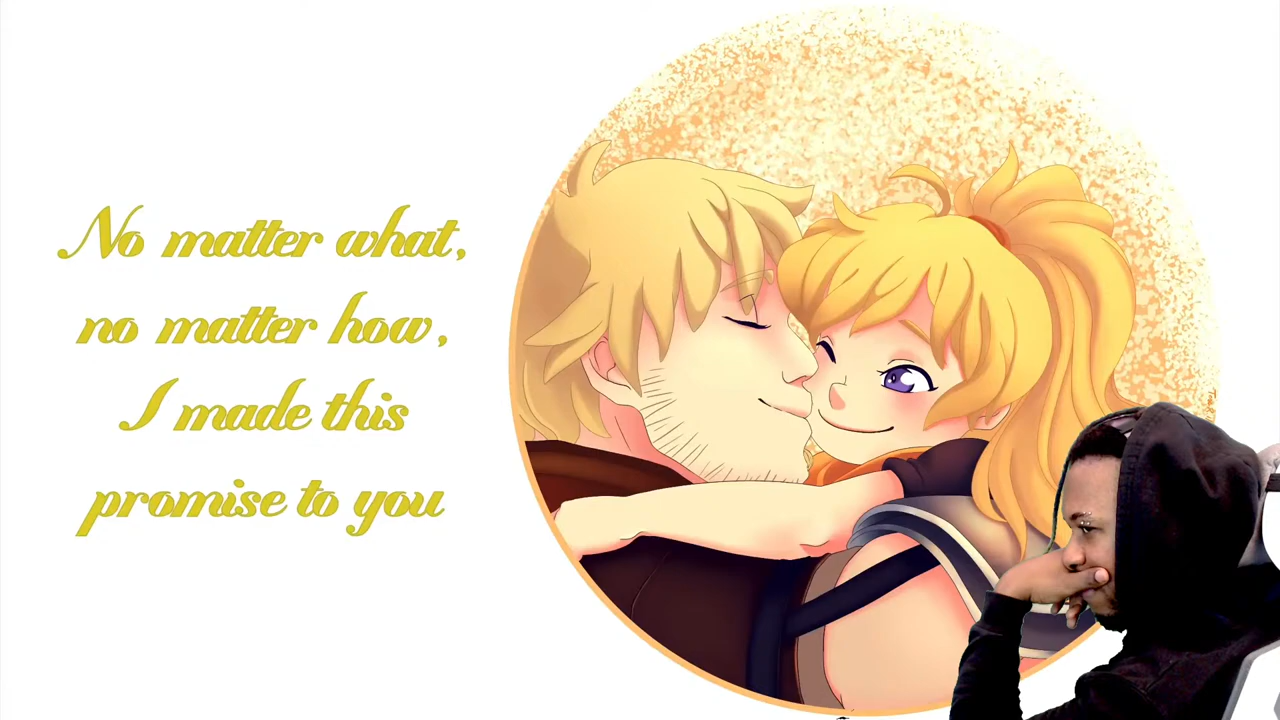 No matter what,
no matter how,
I made this
promise to you